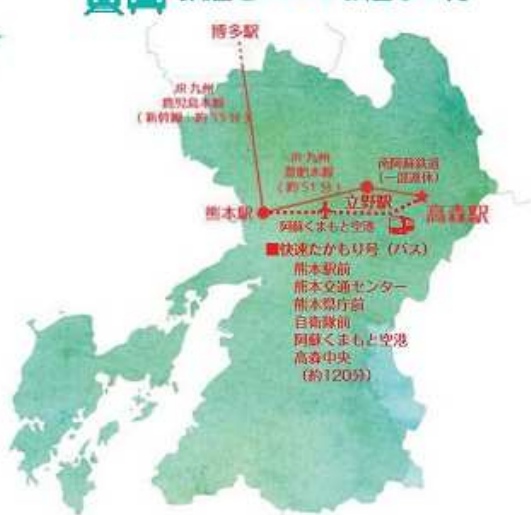 博多駅
JR九州
鹿児島本線
(新幹線：約35分)
JR九州
豊肥本線
(約51分)
南阿蘇鉄道
(一部運休)
熊本駅
立野駅
高森駅
阿蘇くまもと空港
■快速たかもり号(バス)
熊本駅前
熊本交通センター
熊本県庁前
自衛隊前
阿蘇くまもと空港
高森中央
(約120分)